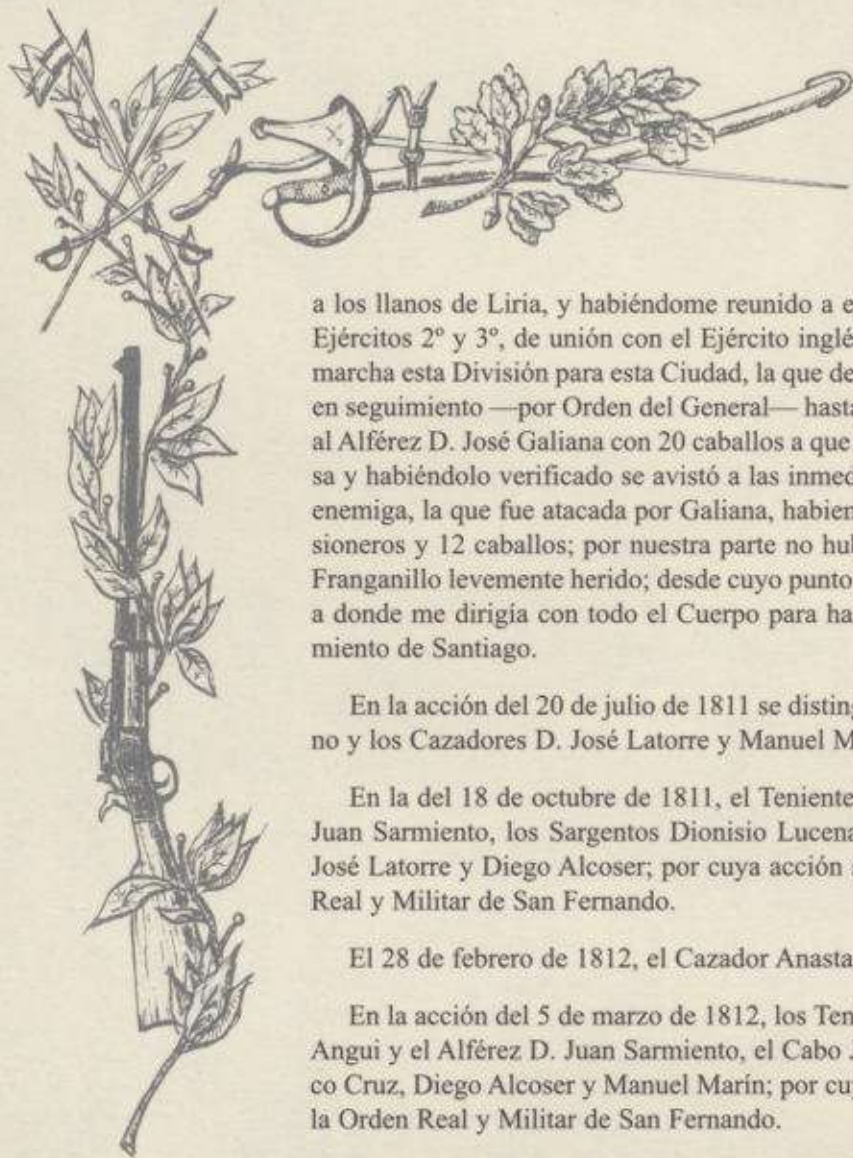 a los llanos de Liria, y habiéndome reunido a e
Ejércitos 2º y 3º, de unión con el Ejército inglé
marcha esta División para esta Ciudad, la que de
en seguimiento —por Orden del General— hasta
al Alférez D. José Galiana con 20 caballos a que
sa y habiéndolo verificado se avistó a las inmed
enemiga, la que fue atacada por Galiana, habien
sioneros y 12 caballos; por nuestra parte no hub
Franganillo levemente herido; desde cuyo punto
a donde me dirigía con todo el Cuerpo para ha
miento de Santiago.
En la acción del 20 de julio de 1811 se disting
no y los Cazadores D. José Latorre y Manuel M
En la del 18 de octubre de 1811, el Teniente
Juan Sarmiento, los Sargentos Dionisio Lucena
José Latorre y Diego Alcoser; por cuya acción
Real y Militar de San Fernando.
El 28 de febrero de 1812, el Cazador Anasta
En la acción del 5 de marzo de 1812, los Ten
Angui y el Alférez D. Juan Sarmiento, el Cabo J
co Cruz, Diego Alcoser y Manuel Marín; por cu
la Orden Real y Militar de San Fernando.